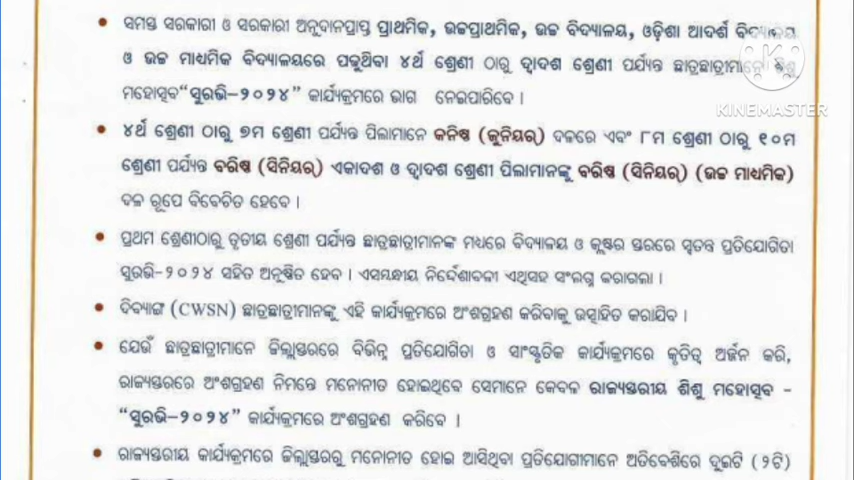 ସମସ୍ତ ସରକାରୀ ଓ ସରକାରୀ ଅନୁଦାନପ୍ରାପ୍ତ ପ୍ରାଥମିକ, ଉଚ୍ଚପ୍ରାଥମିକ, ଉଚ୍ଚ ବିଦ୍ୟାଳୟ, ଓଡ଼ିଶା ଆଦର୍ଶ ବିଦ୍ୟାଳୟ
ଓ ଉଚ୍ଚ ମାଧ୍ୟମିକ ବିଦ୍ୟାଳୟରେ ପଢୁଥିବା ୪ର୍ଥ ଶ୍ରେଣୀ ଠାରୁ ଦ୍ଵାଦଶ ଶ୍ରେଣୀ ପର୍ଯ୍ୟନ୍ତ ଛାତ୍ରଛାତ୍ରୀମାନେ ଶିଶୁ
ମହୋତ୍ସବ“ସୁରଭି-୨୦୨୪” କାର୍ଯ୍ୟକ୍ରମରେ ଭାଗ ନେଇପାରିବେ ।
KINEMASTER
୪ର୍ଥ ଶ୍ରେଣୀ ଠାରୁ ୭ମ ଶ୍ରେଣୀ ପର୍ଯ୍ୟନ୍ତ ପିଲାମାନେ କନିଷ୍ଠ (ଜୁନିୟର) ଦଳରେ ଏବଂ ୮ମ ଶ୍ରେଣୀ ଠାରୁ ୧୦ମ
ଶ୍ରେଣୀ ପର୍ଯ୍ୟନ୍ତ ବରିଷ୍ଠ (ସିନିୟର) ଏକାଦଶ ଓ ଦ୍ଵାଦଶ ଶ୍ରେଣୀ ପିଲାମାନଙ୍କୁ ବରିଷ୍ଠ (ସିନିୟର) (ଉଚ୍ଚ ମାଧ୍ୟମିକ)
ଦଳ ରୂପେ ବିବେଚିତ ହେବେ ।
ପ୍ରଥମ ଶ୍ରେଣୀଠାରୁ ତୃତୀୟ ଶ୍ରେଣୀ ପର୍ଯ୍ୟନ୍ତ ଛାତ୍ରଛାତ୍ରୀମାନଙ୍କ ମଧ୍ୟରେ ବିଦ୍ୟାଳୟ ଓ କ୍ଲଷ୍ଟର ସ୍ତରରେ ସ୍ୱତନ୍ତ୍ର ପ୍ରତିଯୋଗିତା
ସୁରଭି-୨୦୨୪ ସହିତ ଅନୁଷ୍ଠିତ ହେବ । ଏସମ୍ବନ୍ଧୀୟ ନିର୍ଦ୍ଦେଶାବଳୀ ଏଥିସହ ସଂଲଗ୍ନ କରାଗଲା ।
ଦିବ୍ୟାଙ୍ଗ (CWSN) ଛାତ୍ରଛାତ୍ରୀମାନଙ୍କୁ ଏହି କାର୍ଯ୍ୟକ୍ରମରେ ଅଂଶଗ୍ରହଣ କରିବାକୁ ଉତ୍ସାହିତ କରାଯିବ ।
ଯେଉଁ ଛାତ୍ରଛାତ୍ରୀମାନେ ଜିଲ୍ଲାସ୍ତରରେ ବିଭିନ୍ନ ପ୍ରତିଯୋଗିତା ଓ ସାଂସ୍କୃତିକ କାର୍ଯ୍ୟକ୍ରମରେ କୃତିତ୍ୱ ଅର୍ଜନ କରି,
ରାଜ୍ୟସ୍ତରରେ ଅଂଶଗ୍ରହଣ ନିମନ୍ତେ ମନୋନୀତ ହୋଇଥିବେ ସେମାନେ କେବଳ ରାଜ୍ୟସ୍ତରୀୟ ଶିଶୁ ମହୋତ୍ସବ -
“ସୁରଭି-୨୦୨୪” କାର୍ଯ୍ୟକ୍ରମରେ ଅଂଶଗ୍ରହଣ କରିବେ ।
ରାଜ୍ୟସ୍ତରୀୟ କାର୍ଯ୍ୟକ୍ରମରେ ଜିଲ୍ଲାସ୍ତରରୁ ମନୋନୀତ ହୋଇ ଆସିଥିବା ପ୍ରତିଯୋଗୀମାନେ ଅତିବେଶିରେ ଦୁଇଟି (୨ଟି)